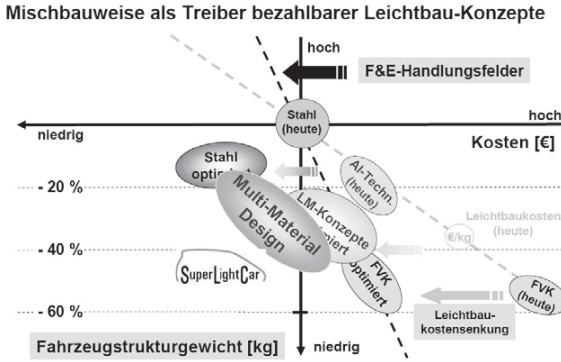 Mischbauweise als Treiber bezahlbarer Leichtbau-Konzepte
hoch
F&E-Handlungsfelder
Stahl
(heute)
hoch
niedrig
Kosten [€]
Stahl
Al-Techn.
(heute)
- 20 %
Multi-Material
Design
LM-Konzepte
Leichtbaukosten
(heute)
€/kg
- 40 %
SuperLightCar
FVK
optimiert
FVK
(heute)
- 60 %
Leichtbau-
kostensenkung
Fahrzeugstrukturgewicht [kg]
niedrig